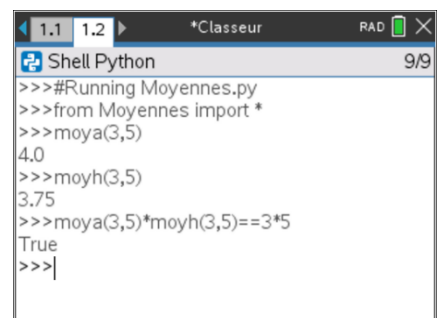 1.1 1.2 *Classeur RAD
Shell Python 9/9
>>>#Running Moyennes.py
>>>from Moyennes import *
>>>moya(3,5)
4.0
>>>moyh(3,5)
3.75
>>>moya(3,5)*moyh(3,5)==3*5
True
>>>